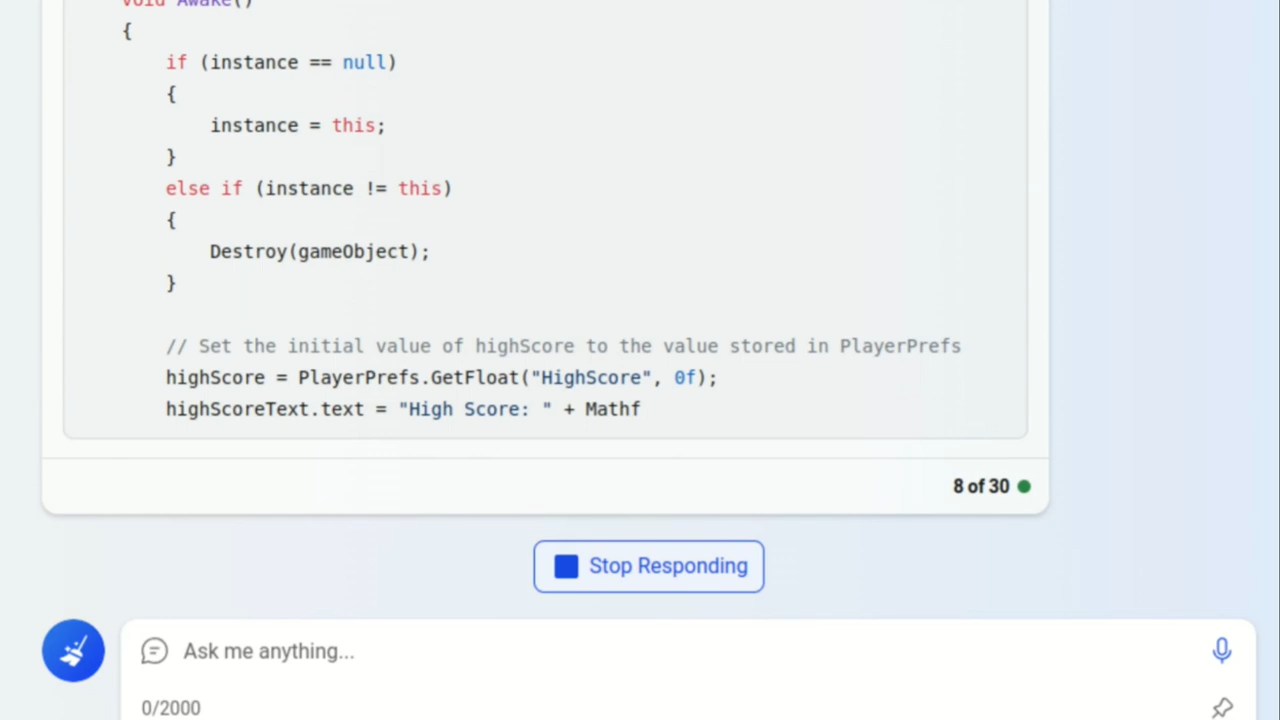 void Awake()
{
if (instance == null)
{
instance = this;
}
else if (instance != this)
{
Destroy(gameObject);
}
// Set the initial value of highScore to the value stored in PlayerPrefs
highScore = PlayerPrefs.GetFloat("HighScore", 0f);
highScoreText.text = "High Score: " + Mathf
8 of 30
Stop Responding
Ask me anything...
0/2000